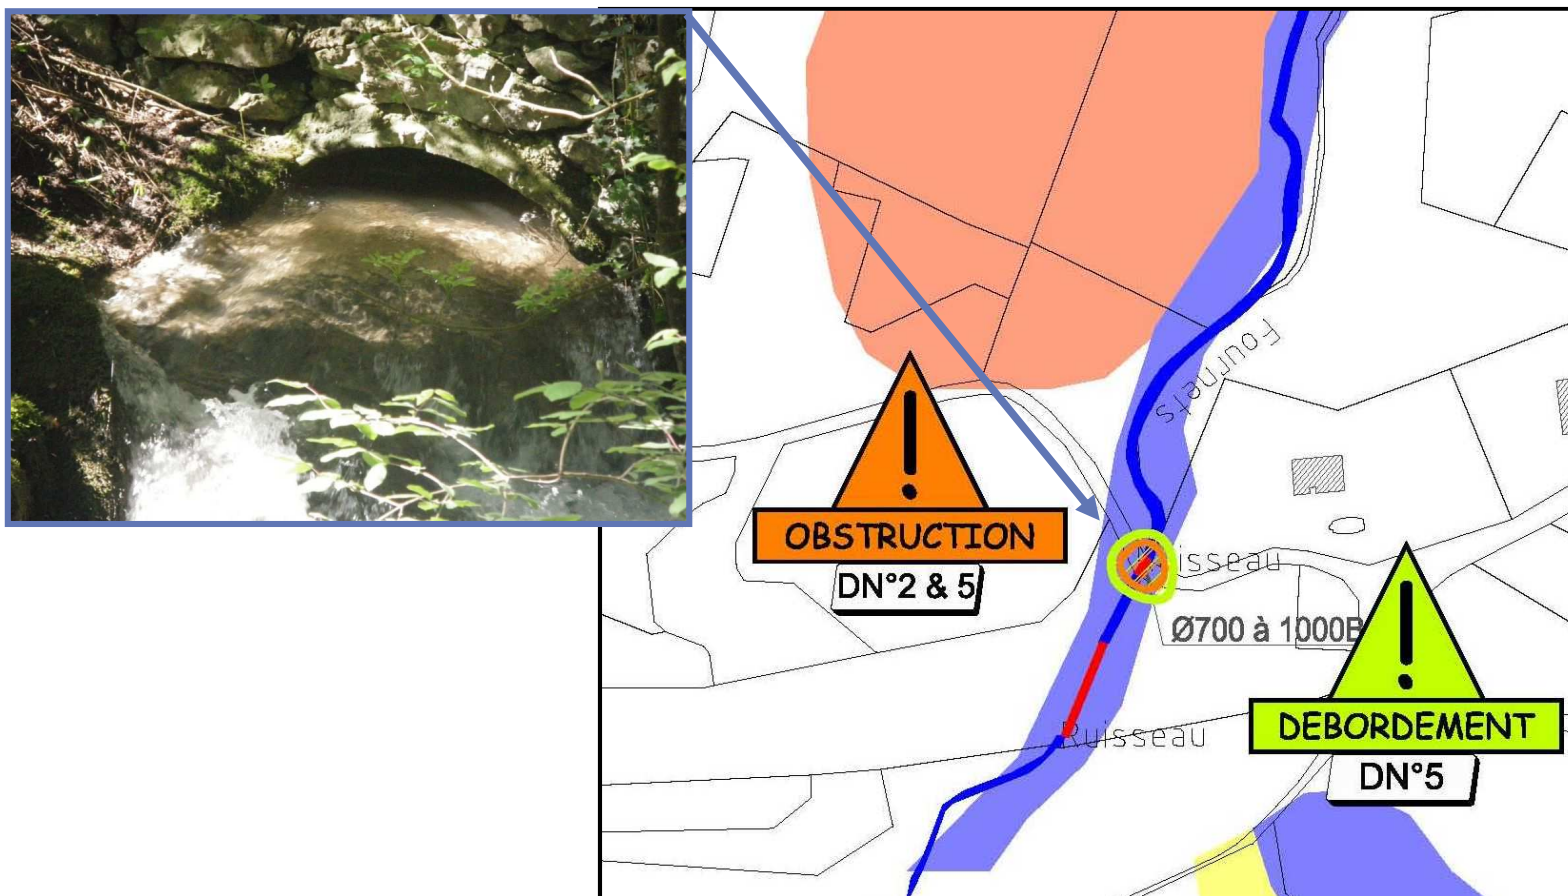 Fournets
OBSTRUCTION
DN°2 & 5
isseau
Ø700 à 1000B
Ruisseau
DEBORDEMENT
DN°5